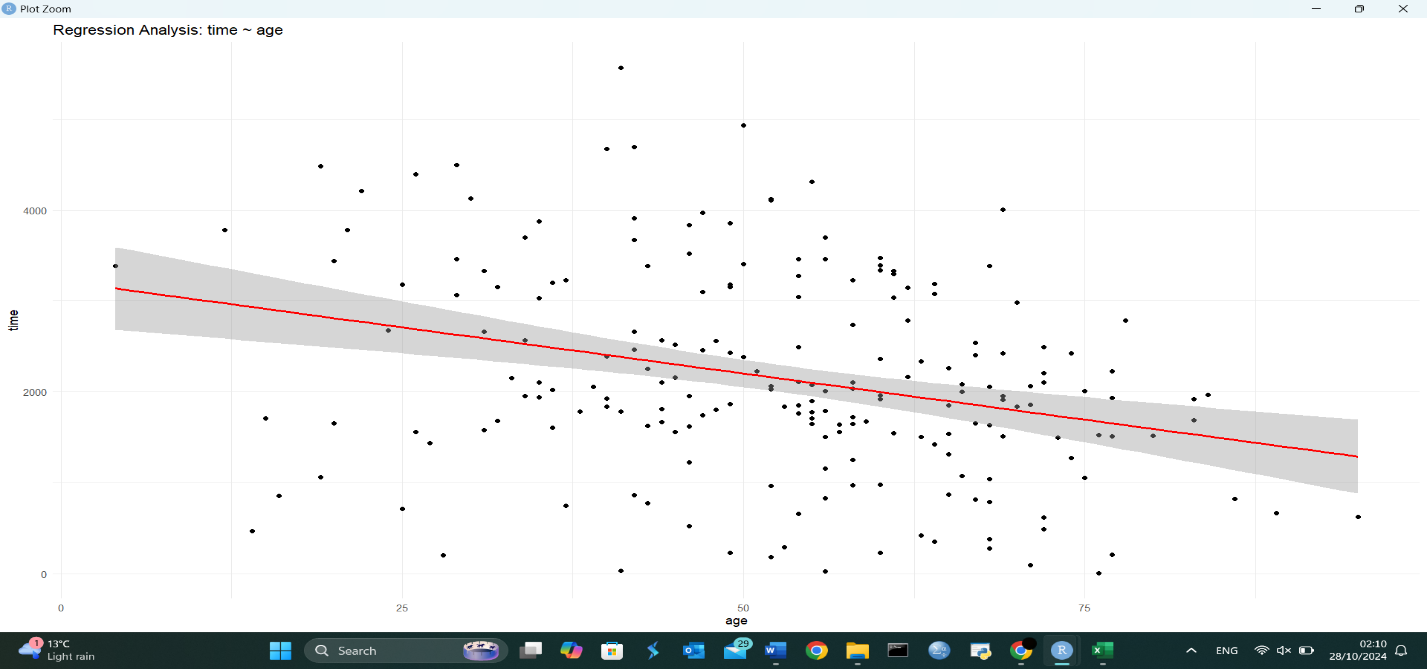 R Plot Zoom
Regression Analysis: time ~ age
4000
2000
0
time
0 25 50 75
age
1
13°C
Light rain
Search
29
W
R
X
ENG
02:10
28/10/2024